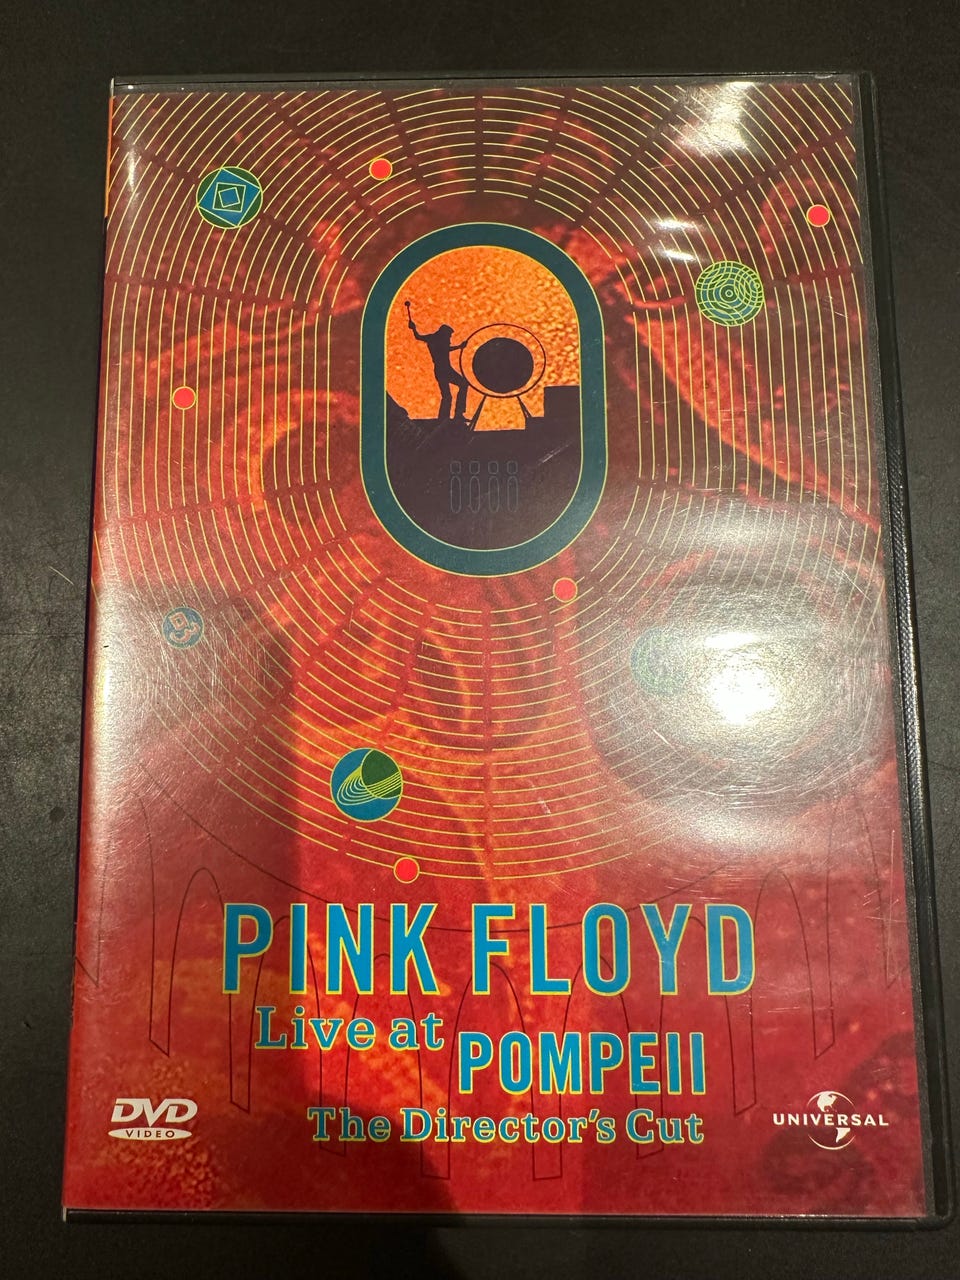 PINK FLOYD
Live at POMPEII
The Director's Cut
DVD
VIDEO
UNIVERSAL